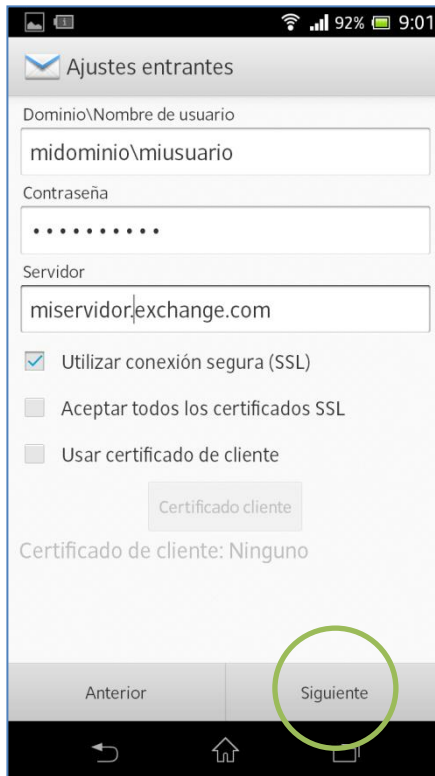 92% 9:01
Ajustes entrantes
Dominio\Nombre de usuario
midominio\miusuario
Contraseña
••••••••••
Servidor
miservidor.exchange.com
Utilizar conexión segura (SSL)
Aceptar todos los certificados SSL
Usar certificado de cliente
Certificado cliente
Certificado de cliente: Ninguno
Anterior Siguiente